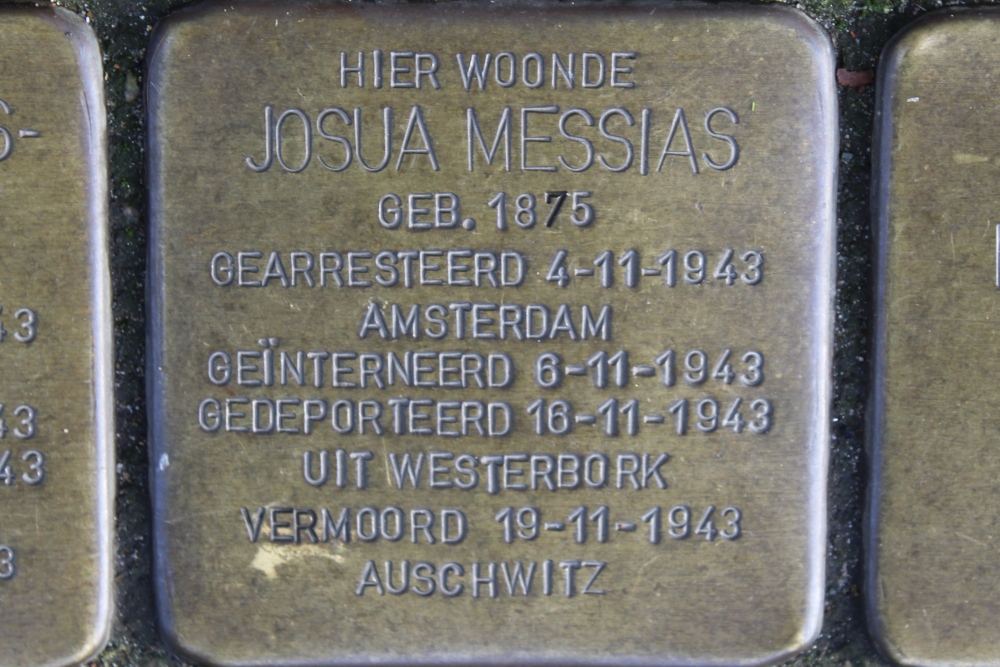 HIER WOONDE
JOSUA MESSIAS
GEB. 1875
GEARRESTEERD 4-11-1943
AMSTERDAM
GEÏNTERNEERD 6-11-1943
GEDEPORTEERD 16-11-1943
UIT WESTERBORK
VERMOORD 19-11-1943
AUSCHWITZ